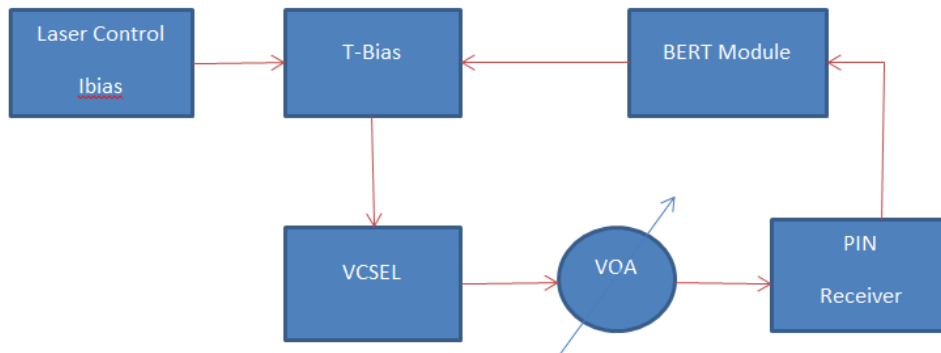 Laser Control
Ibias
T-Bias
BERT Module
VCSEL
VOA
PIN
Receiver